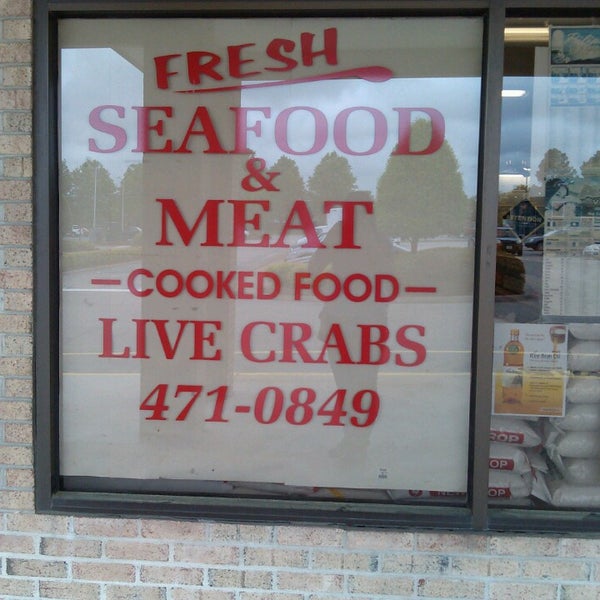 FRESH
SEAFOOD
&
MEAT
-COOKED FOOD-
LIVE CRABS
471-0849